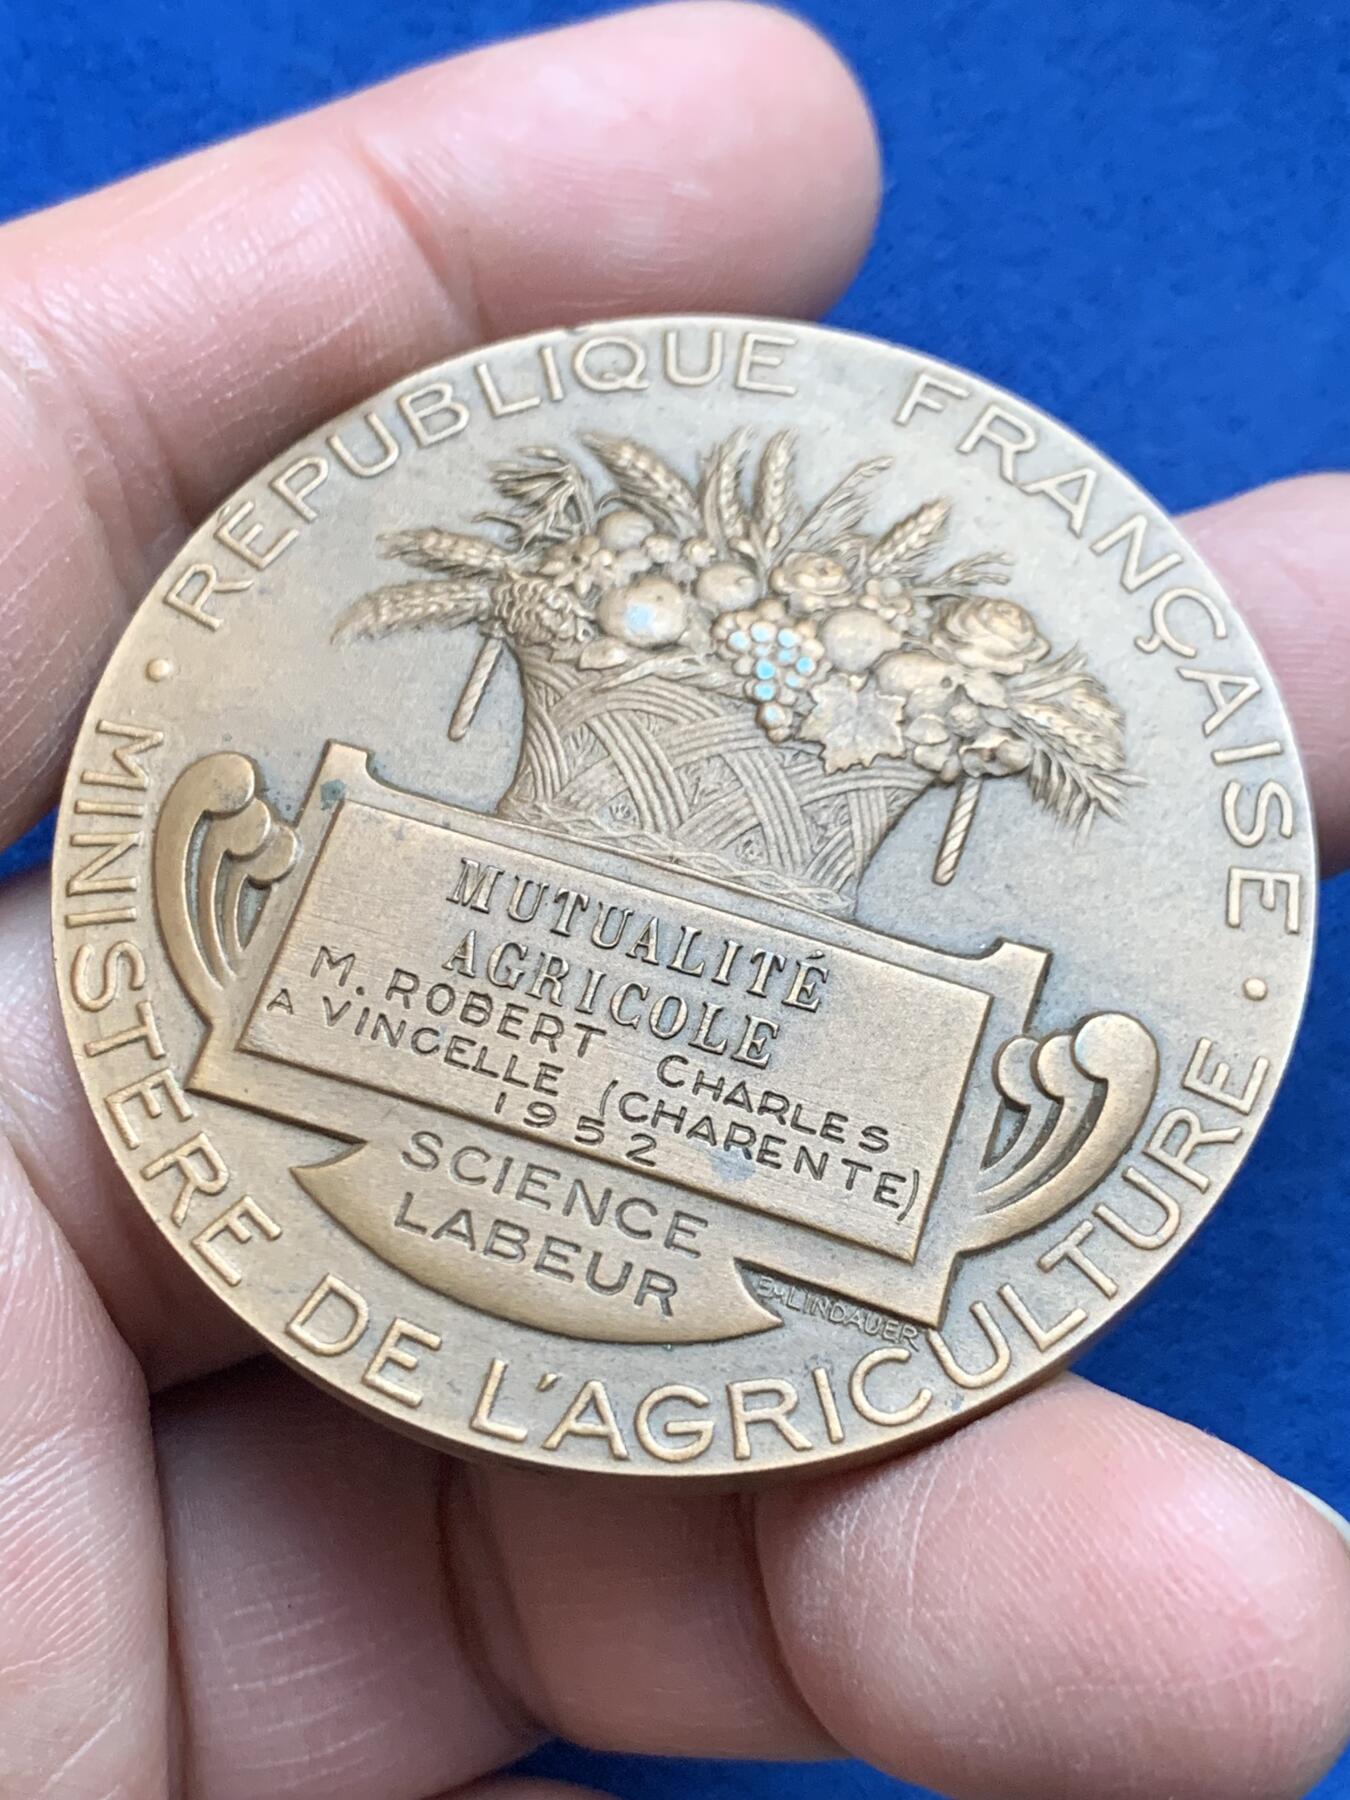 · RÉPUBLIQUE FRANÇAISE ·
MINISTERE DE L'AGRICULTURE
MUTUALITÉ
AGRICOLE
M. ROBERT CHARLES
A VINCELLE (CHARENTE)
1952
SCIENCE
LABEUR
EM LINDAUER